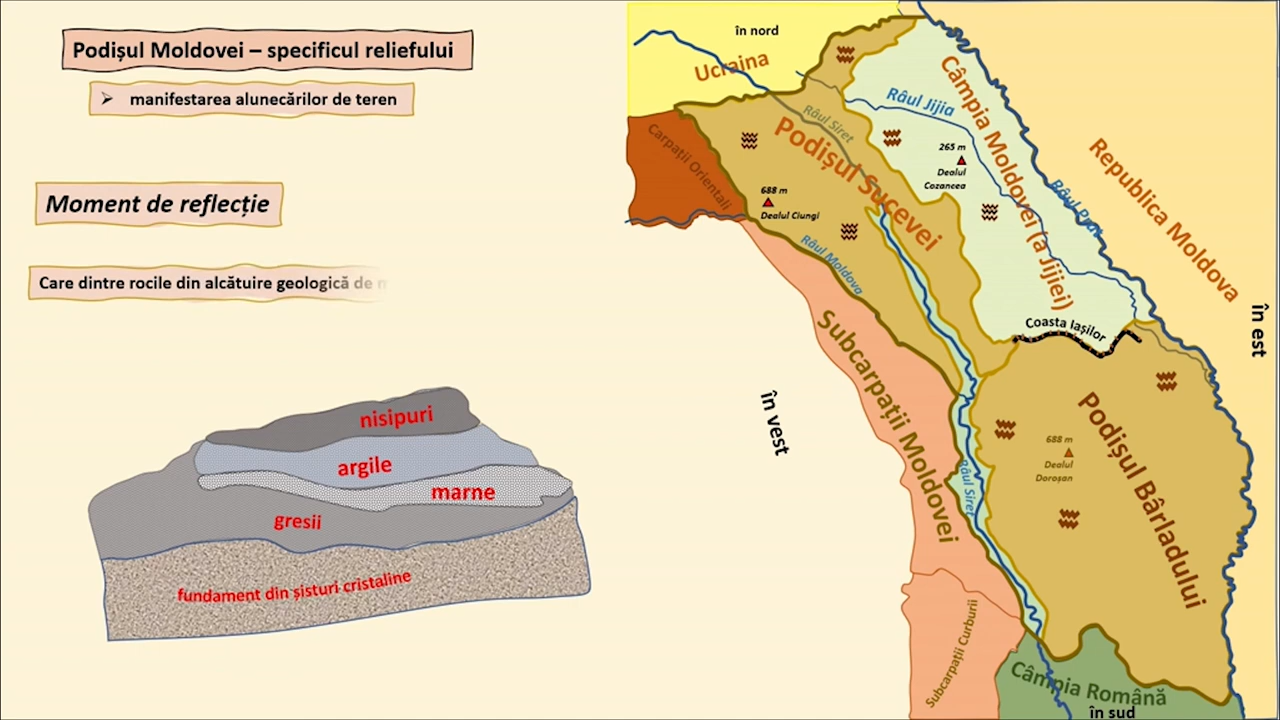 Podișul Moldovei – specificul reliefului
➢ manifestarea alunecărilor de teren
Moment de reflecție
Care dintre rocile din alcătuire geologică de
nisipuri
argile
marne
gresii
fundament din șisturi cristaline
în nord
Ucraina
Carpații Orientali
Râul Siret
Podișul Sucevei
688 m
Dealul Ciungi
Râul Moldova
Râul Jijia
Câmpia Moldovei (a Jijiei)
265 m
Dealul
Cozancea
Râul Prut
Republica Moldova
în est
Coasta Iașilor
Subcarpații Moldovei
în vest
Râul Siret
688 m
Dealul
Doroșan
Podișul Bârladului
Subcarpații Curburii
Câmpia Română
în sud